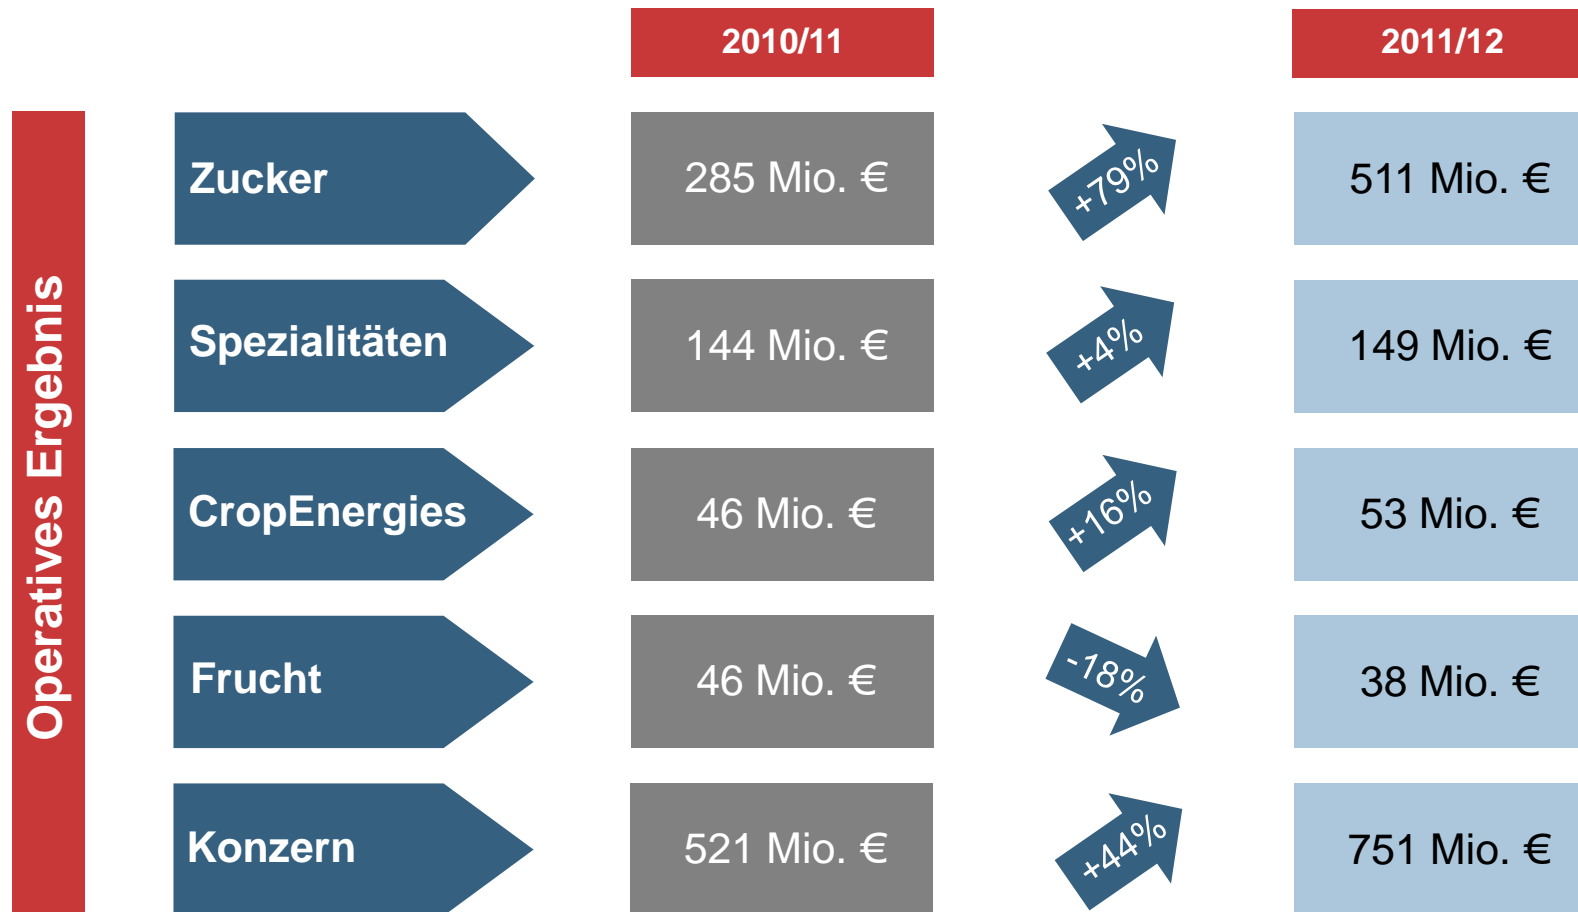 2010/11
2011/12
Operatives Ergebnis
Zucker
285 Mio. €
+79%
511 Mio. €
Spezialitäten
144 Mio. €
+4%
149 Mio. €
CropEnergies
46 Mio. €
+16%
53 Mio. €
Frucht
46 Mio. €
-18%
38 Mio. €
Konzern
521 Mio. €
+44%
751 Mio. €